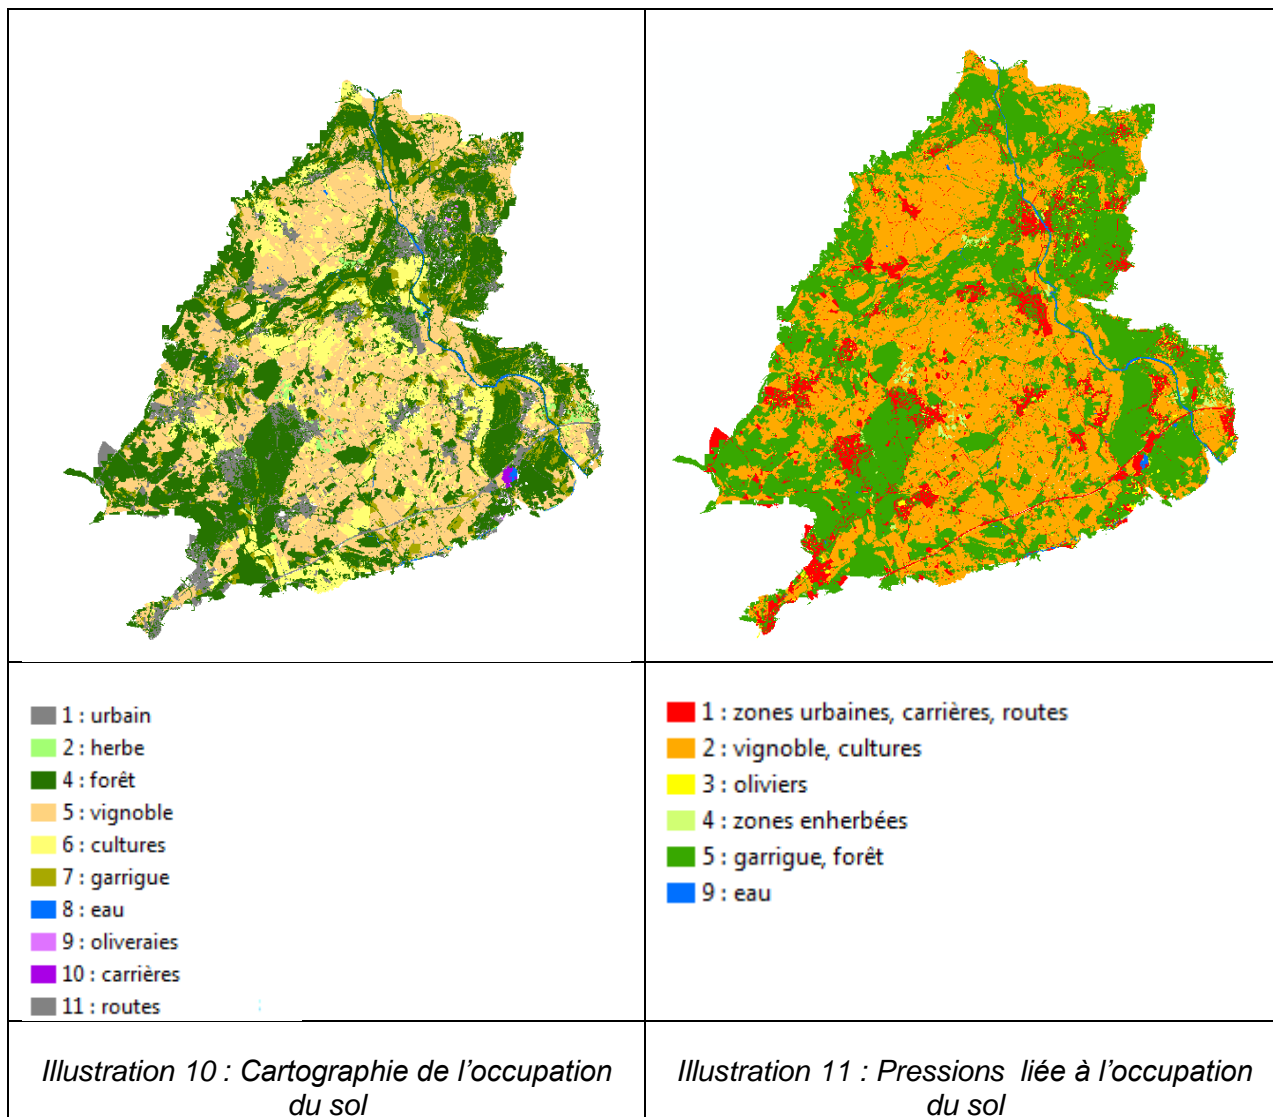 1 : urbain
2 : herbe
4 : forêt
5 : vignoble
6 : cultures
7 : garrigue
8 : eau
9 : oliveraies
10 : carrières
11 : routes
1 : zones urbaines, carrières, routes
2 : vignoble, cultures
3 : oliviers
4 : zones enherbées
5 : garrigue, forêt
9 : eau
Illustration 10 : Cartographie de l'occupation
du sol
Illustration 11 : Pressions liée à l'occupation
du sol